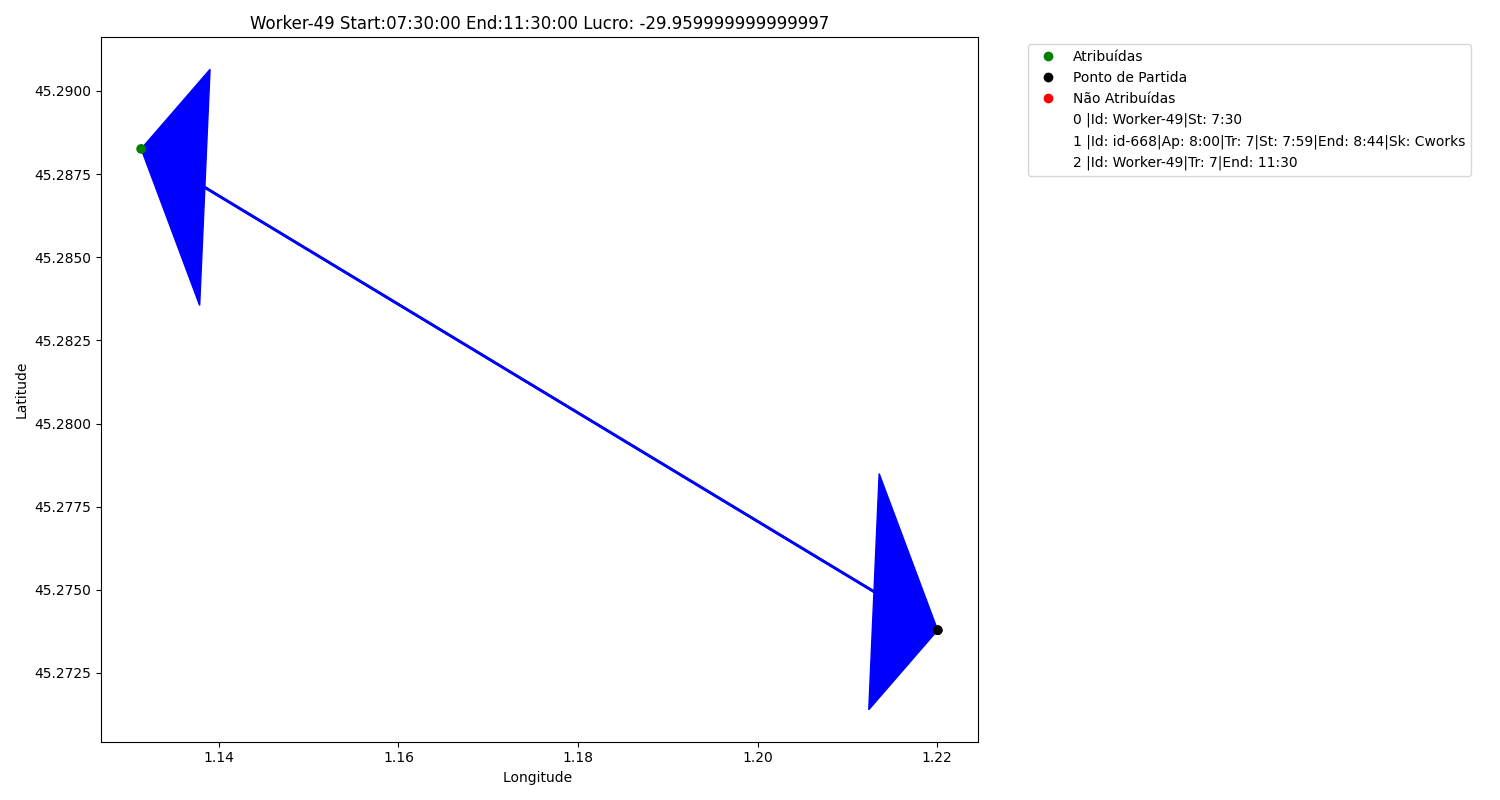 Worker-49 Start:07:30:00 End:11:30:00 Lucro: -29.959999999999997
45.2900
45.2875
45.2850
45.2825
45.2800
45.2775
45.2750
45.2725
Latitude
1.14
1.16
1.18
1.20
1.22
Longitude
Atribuídas
Ponto de Partida
Não Atribuídas
0 |Id: Worker-49|St: 7:30
1 |Id: id-668|Ap: 8:00|Tr: 7|St: 7:59|End: 8:44|Sk: Cworks
2 |Id: Worker-49|Tr: 7|End: 11:30